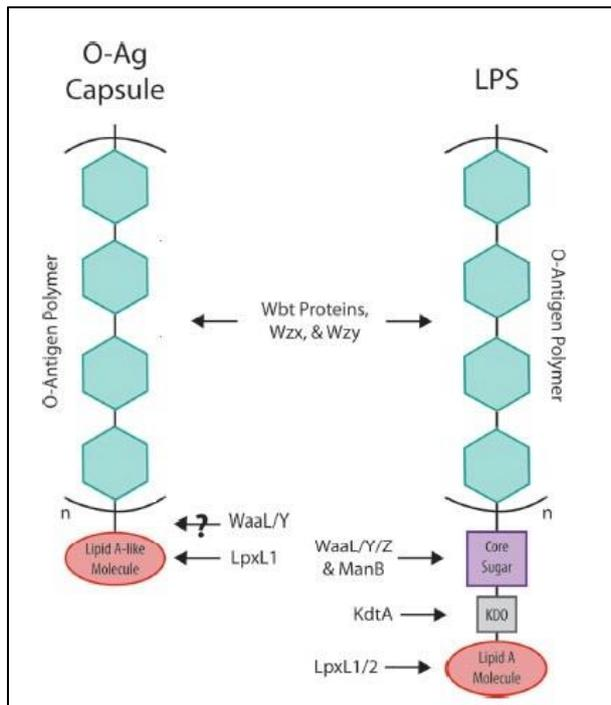 O-Ag
Capsule
LPS
O-Antigen Polymer
O-Antigen Polymer
Wbt Proteins,
Wzx, & Wzy
n
n
?
WaaL/Y
Lipid A-like
Molecule
LpxL1
WaaL/Y/Z
& ManB
Core
Sugar
KdtA
KDO
LpxL1/2
Lipid A
Molecule